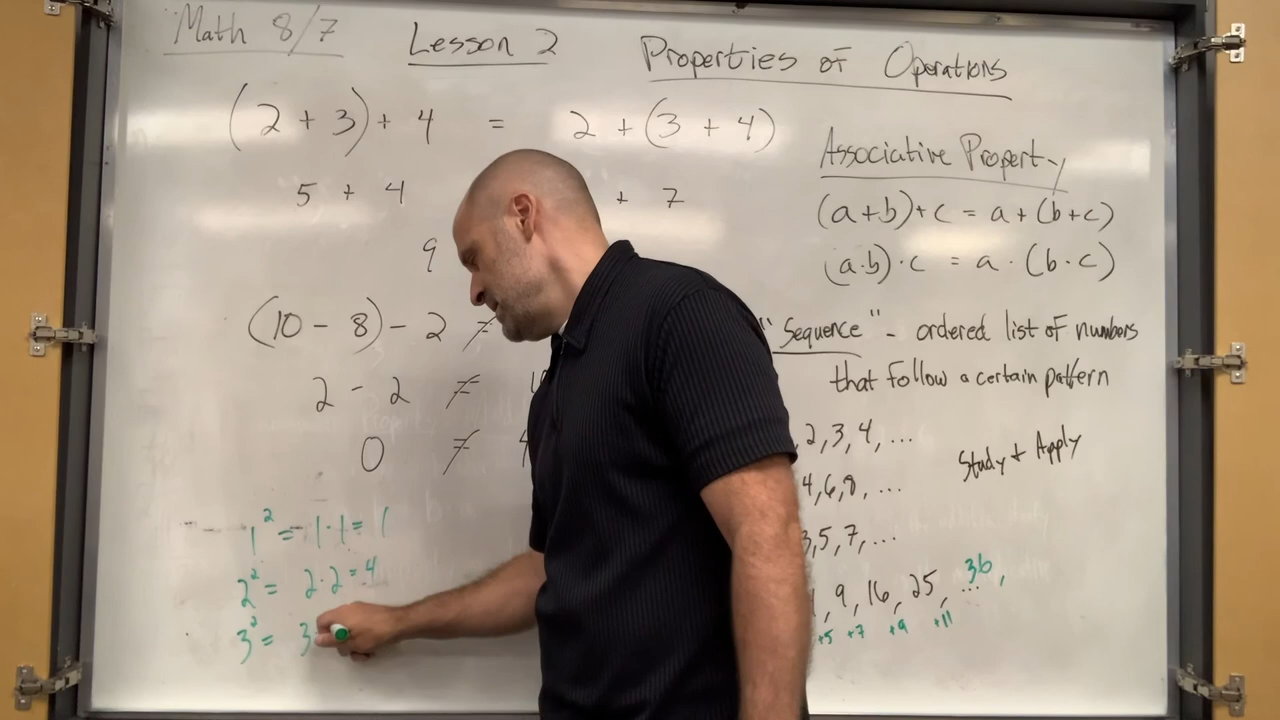 Math 8/7 Lesson 2 Properties of Operations
(2 + 3) + 4 = 2 + (3 + 4)
5 + 4 + 7
9
(10 - 8) - 2 ≠
2 - 2 ≠
0 ≠
1² = 1·1 = 1
2² = 2·2 = 4
3² = 3
Associative Property
(a+b)+c = a+(b+c)
(a·b)·c = a·(b·c)
"Sequence" - ordered list of numbers
that follow a certain pattern
, 2, 3, 4, ...
4, 6, 8, ...
Study + Apply
3, 5, 7, ...
, 9, 16, 25, ... 36,
+5 +7 +9 +11